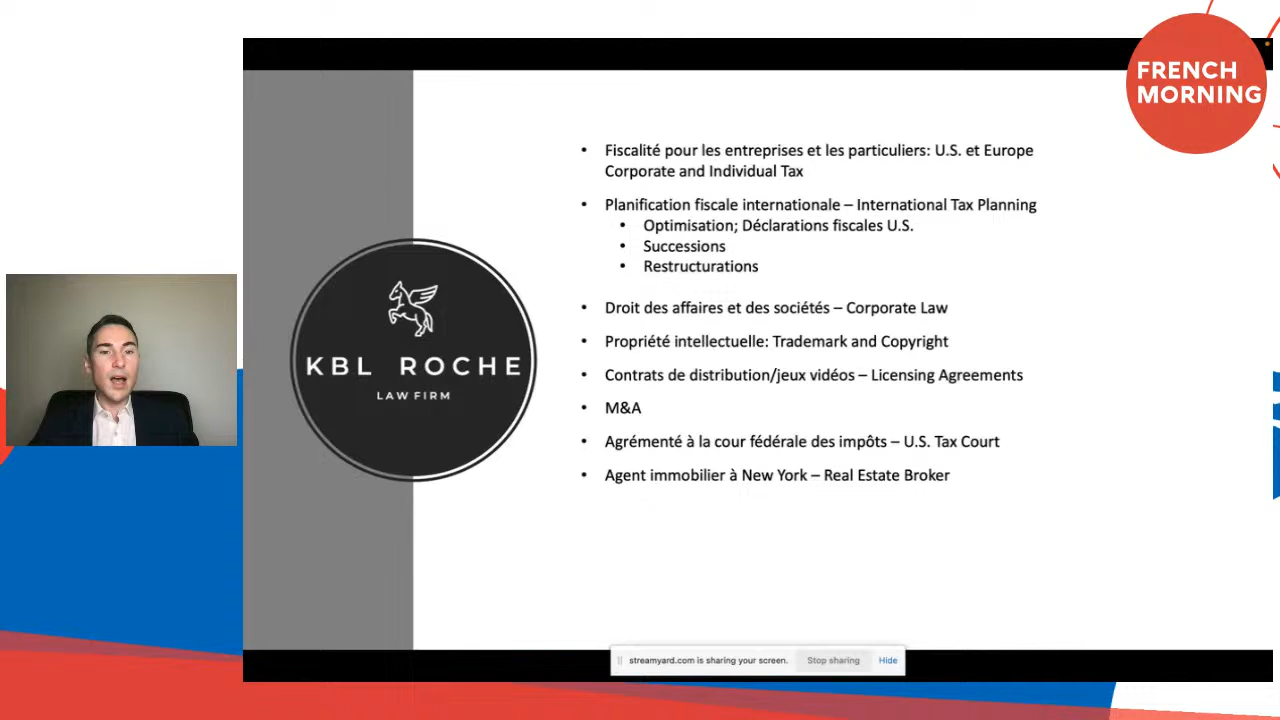 FRENCH
MORNING
• Fiscalité pour les entreprises et les particuliers: U.S. et Europe
Corporate and Individual Tax
• Planification fiscale internationale – International Tax Planning
• Optimisation; Déclarations fiscales U.S.
• Successions
• Restructurations
• Droit des affaires et des sociétés – Corporate Law
• Propriété intellectuelle: Trademark and Copyright
• Contrats de distribution/jeux vidéos – Licensing Agreements
• M&A
• Agrémenté à la cour fédérale des impôts – U.S. Tax Court
• Agent immobilier à New York – Real Estate Broker
KBL ROCHE
LAW FIRM
streamyard.com is sharing your screen. Stop sharing Hide